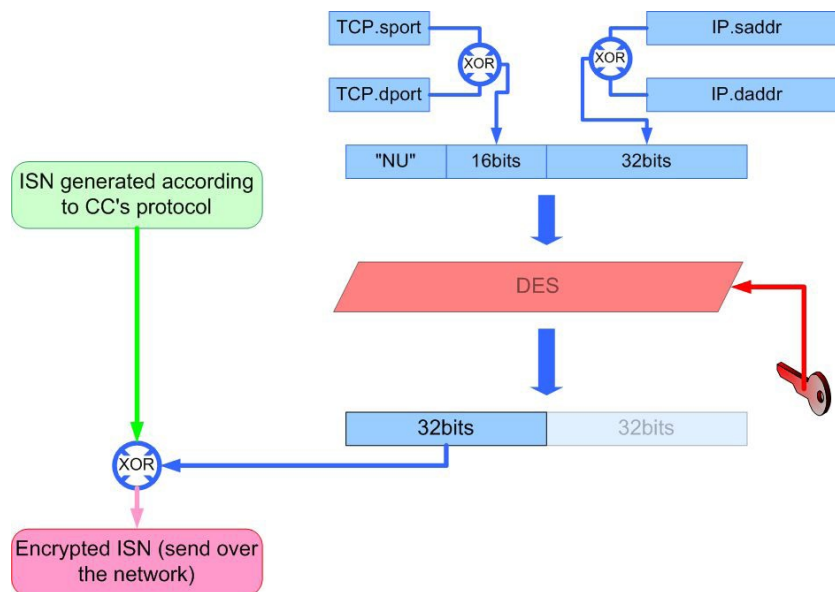 TCP.sport
IP.saddr
XOR
XOR
TCP.dport
IP.daddr
"NU"
16bits
32bits
ISN generated according
to CC's protocol
DES
32bits
32bits
XOR
Encrypted ISN (send over
the network)